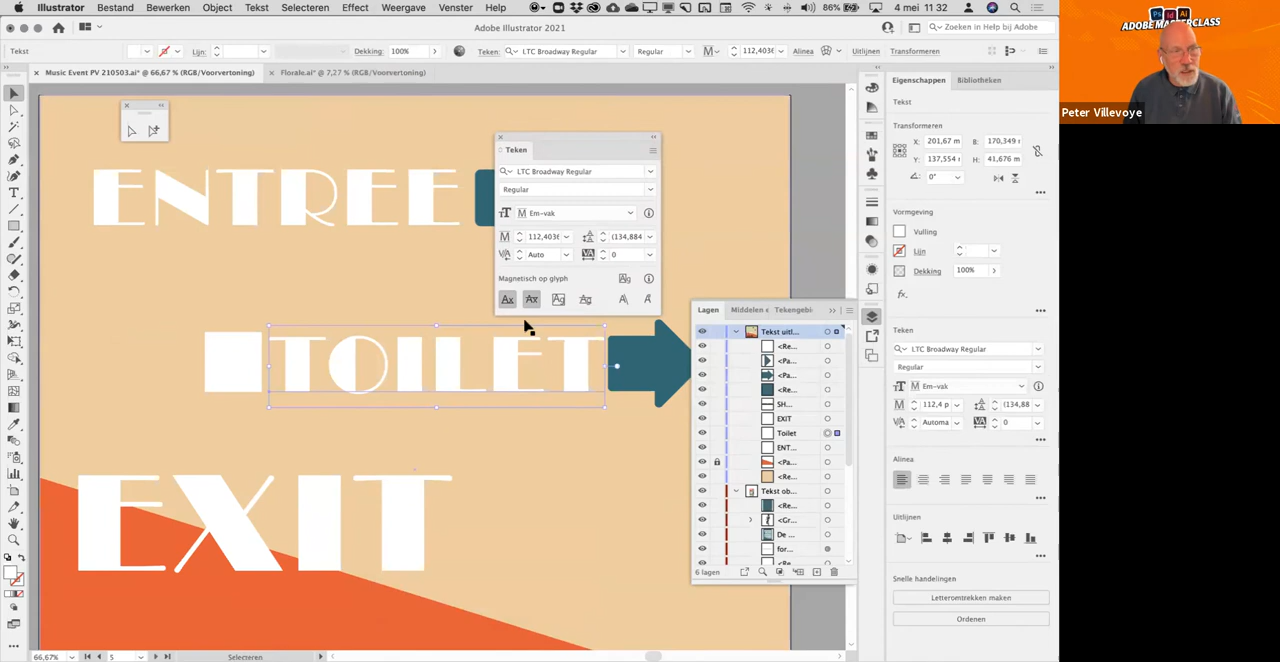 Illustrator Bestand Bewerken Object Tekst Selecteren Effect Weergave Venster Help 86% 4 mei 11 32
Adobe Illustrator 2021
Zoeken in Help bij Adobe
Tekst Lijn: Dekking: 100% Teken: LTC Broadway Regular Regular 112,403 Alinea Uitlijnen Transformeren
Music Event PV 210503.ai* @ 66,67 % (RGB/Voorvertoning) Florale.ai* @ 7,27 % (RGB/Voorvertoning)
ADOBE MASTERCLASS
Ps Id Ai
Peter Villevoye
ENTREE
TOILET
EXIT
Teken
LTC Broadway Regular
Regular
Em-vak
112,403 (134,884
Auto 0
Magnetisch op glyph
Lagen Middelen Tekengebi
Tekst uitl...
<Re...
<Pa...
<Pa...
<Re...
SH...
EXIT
Toilet
ENT...
<Pa...
<Re...
Tekst ob...
<Re...
<Gr...
De ...
for...
<Re...
6 lagen
Eigenschappen Bibliotheken
Tekst
Transformeren
X: 201,67 m B: 170,349
Y: 137,554 H: 41,676 m
0°
Vormgeving
Vulling
Lijn
Dekking 100%
fx.
Teken
LTC Broadway Regular
Regular
Em-vak
112,4 p (134,88
Automa 0
Alinea
Uitlijnen
Snelle handelingen
Letteromtrekken maken
Ordenen
66,67% 5 Selecteren